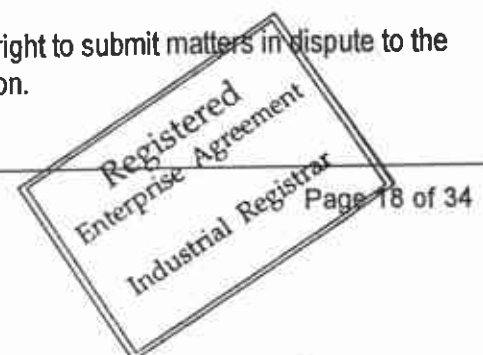 right to submit matters in dispute to the
on.
Registered
Enterprise Agreement
Industrial Registrar
Page 18 of 34